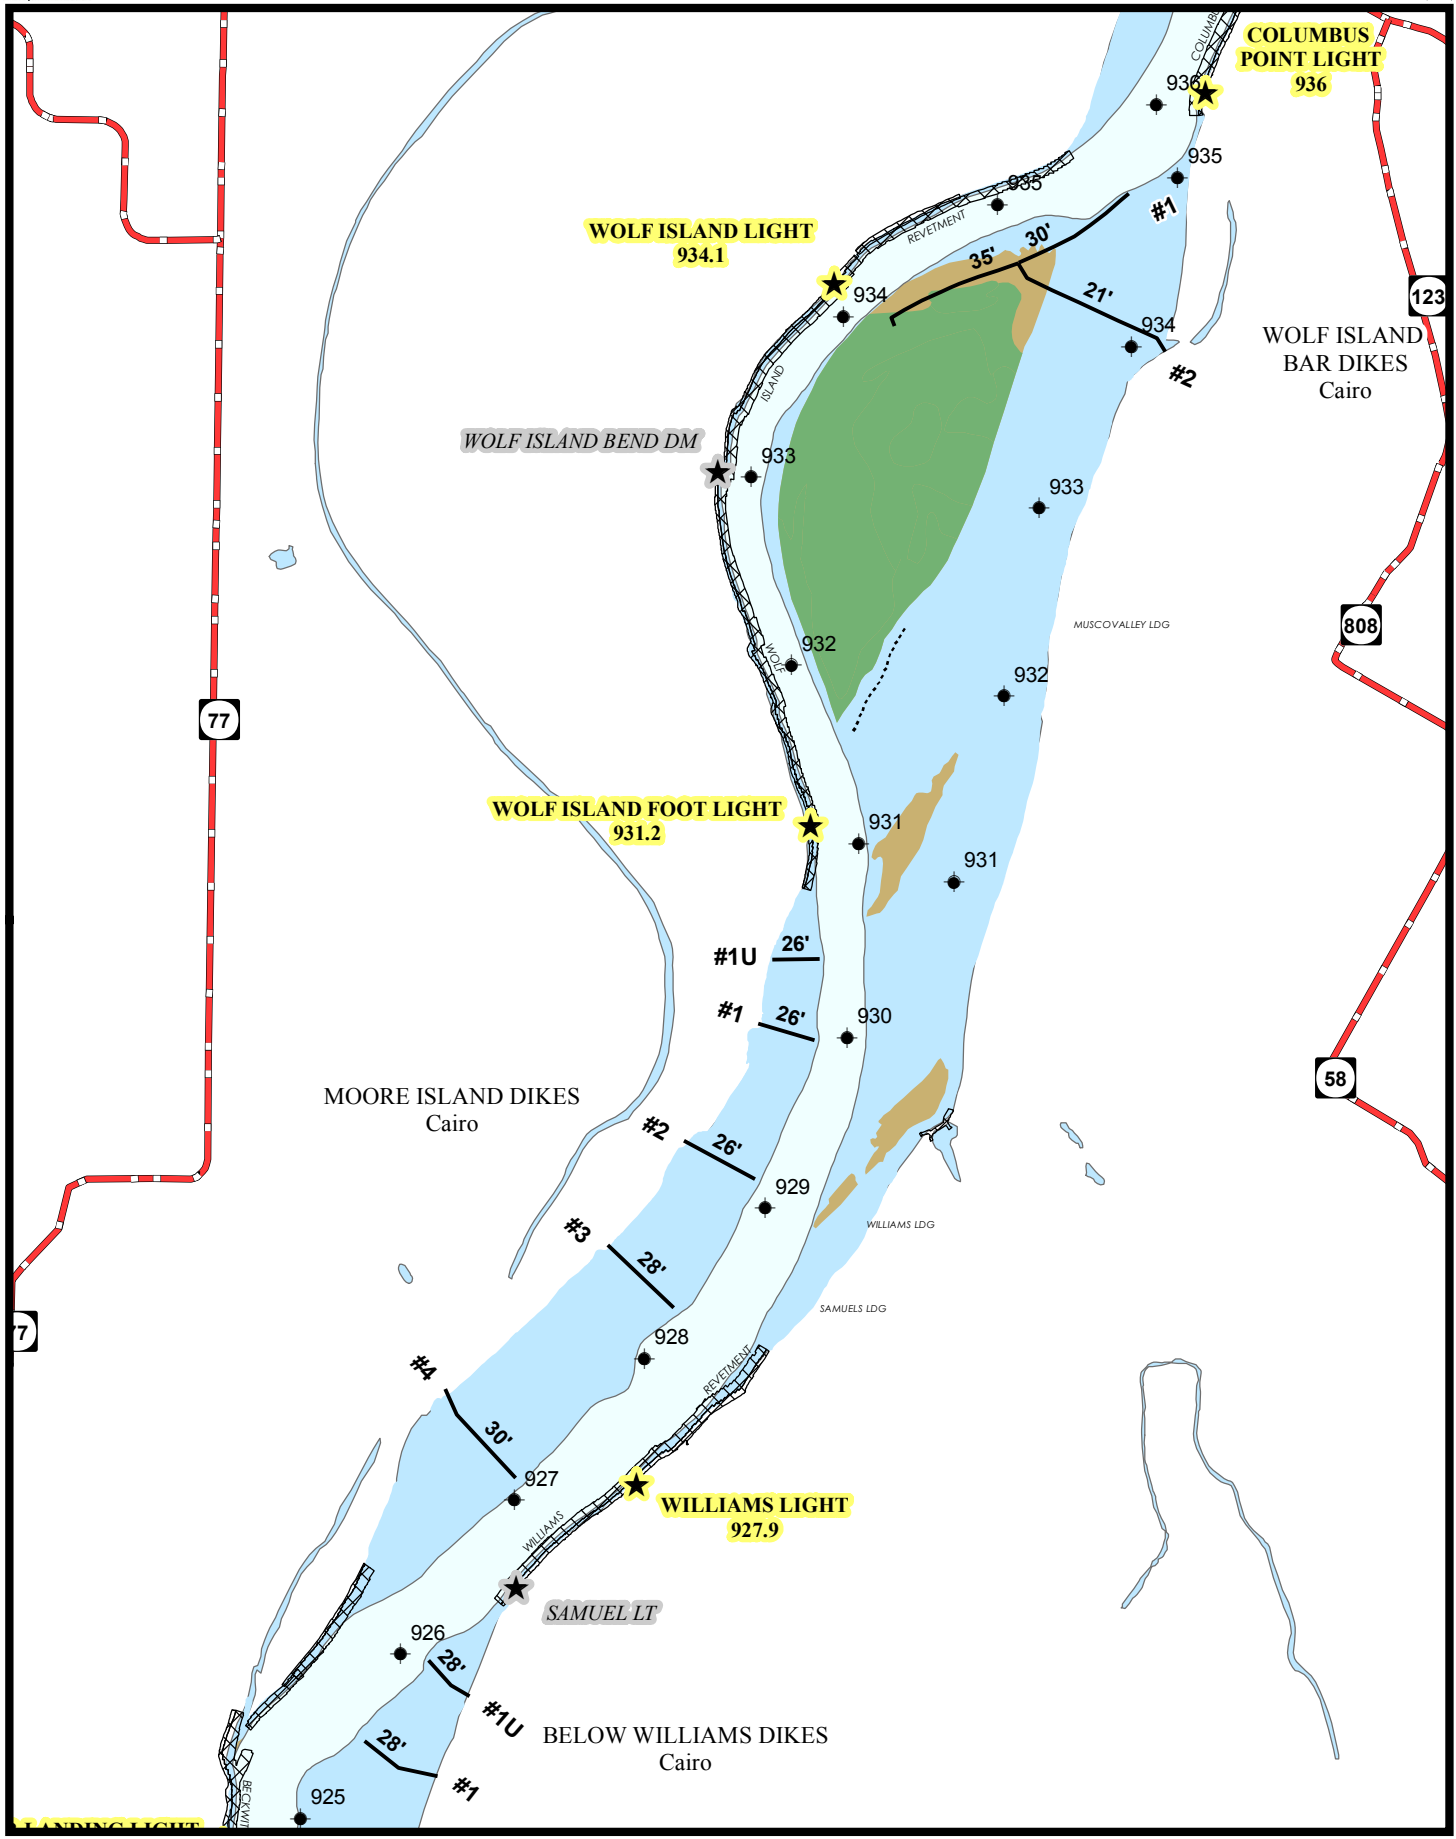 COLUMBUS
POINT LIGHT
936
936
935
935
REVETMENT
#1
30'
35'
WOLF ISLAND LIGHT
934.1
934
21'
934
#2
123
WOLF ISLAND
BAR DIKES
Cairo
ISLAND
WOLF ISLAND BEND DM
933
933
MUSCOVALLEY LDG
808
932
WOLF
932
77
WOLF ISLAND FOOT LIGHT
931.2
931
931
#1U
26'
#1
26'
930
58
MOORE ISLAND DIKES
Cairo
#2
26'
929
WILLIAMS LDG
#3
28'
SAMUELS LDG
77
928
REVETMENT
#4
30'
927
WILLIAMS
WILLIAMS LIGHT
927.9
SAMUEL LT
926
28'
#1U
BELOW WILLIAMS DIKES
Cairo
28'
#1
925
LANDING LIGHT